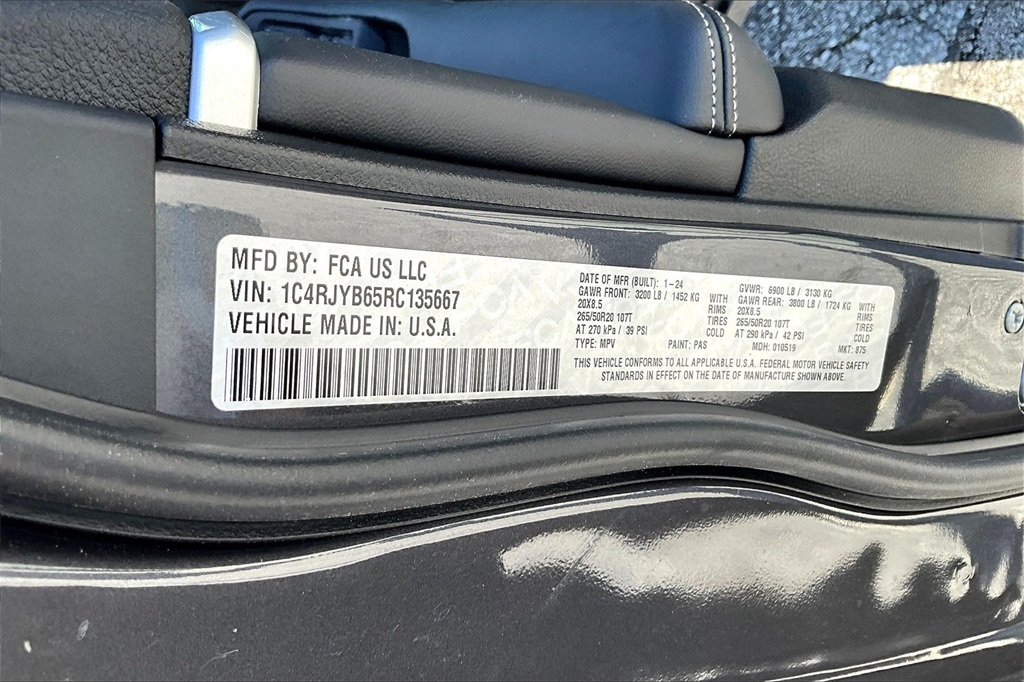 MFD BY: FCA US LLC
VIN: 1C4RJYB65RC135667
VEHICLE MADE IN: U.S.A.
DATE OF MFR (BUILT): 1-24 GVWR: 6900 LB / 3130 KG
GAWR FRONT: 3200 LB / 1452 KG WITH GAWR REAR: 3800 LB / 1724 KG WITH
20X8.5 RIMS 20X8.5 RIMS
265/50R20 107T TIRES 265/50R20 107T TIRES
AT 270 kPa / 39 PSI COLD AT 290 kPa / 42 PSI COLD
TYPE: MPV PAINT: PAS MDH: 010519 MKT: 875
THIS VEHICLE CONFORMS TO ALL APPLICABLE U.S.A. FEDERAL MOTOR VEHICLE SAFETY
STANDARDS IN EFFECT ON THE DATE OF MANUFACTURE SHOWN ABOVE.